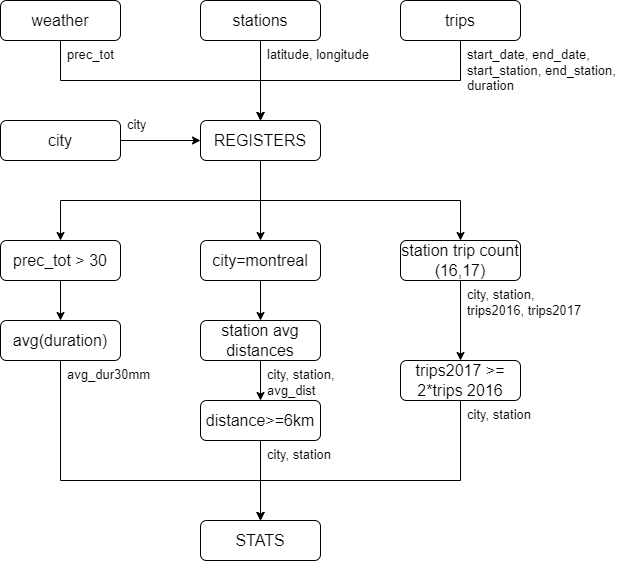 weather
stations
trips
prec_tot
latitude, longitude
start_date, end_date,
start_station, end_station,
duration
city
city
REGISTERS
prec_tot > 30
city=montreal
station trip count
(16,17)
city, station,
trips2016, trips2017
avg(duration)
station avg
distances
trips2017 >=
2*trips 2016
avg_dur30mm
city, station,
avg_dist
distance>=6km
city, station
city, station
STATS